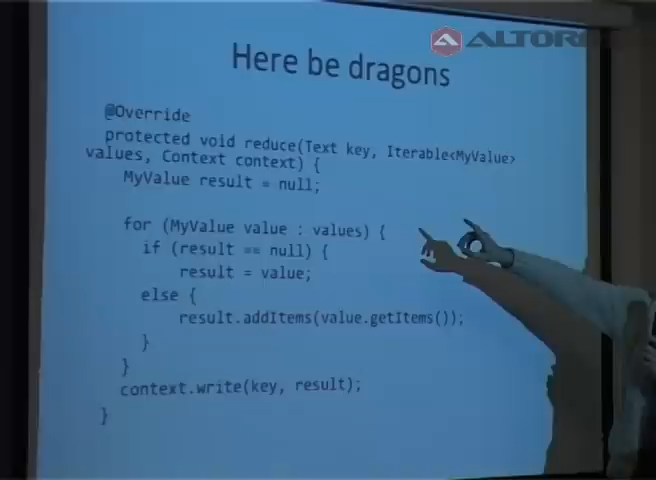 ALTOR
Here be dragons
@Override
protected void reduce(Text key, Iterable<MyValue>
values, Context context) {
MyValue result = null;
for (MyValue value : values) {
if (result == null) {
result = value;
else {
result.addItems(value.getItems());
}
}
context.write(key, result);
}